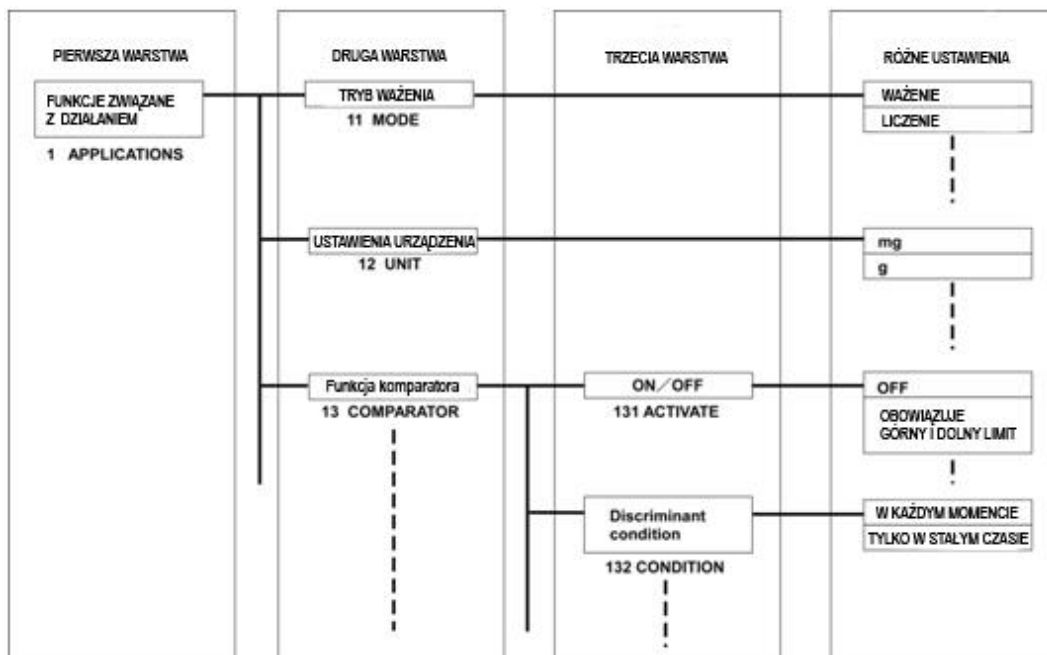 PIERWSZA WARSTWA
DRUGA WARSTWA
TRZECIA WARSTWA
RÓŻNE USTAWIENIA
FUNKCJE ZWIĄZANE
Z DZIAŁANIEM
1 APPLICATIONS
TRYB WAŻENIA
11 MODE
WAŻENIE
LICZENIE
USTAWIENIA URZĄDZENIA
12 UNIT
mg
g
Funkcja komparatora
13 COMPARATOR
ON／OFF
131 ACTIVATE
OFF
OBOWIĄZUJE
GÓRNY I DOLNY LIMIT
Discriminant
condition
132 CONDITION
W KAŻDYM MOMENCIE
TYLKO W STAŁYM CZASIE